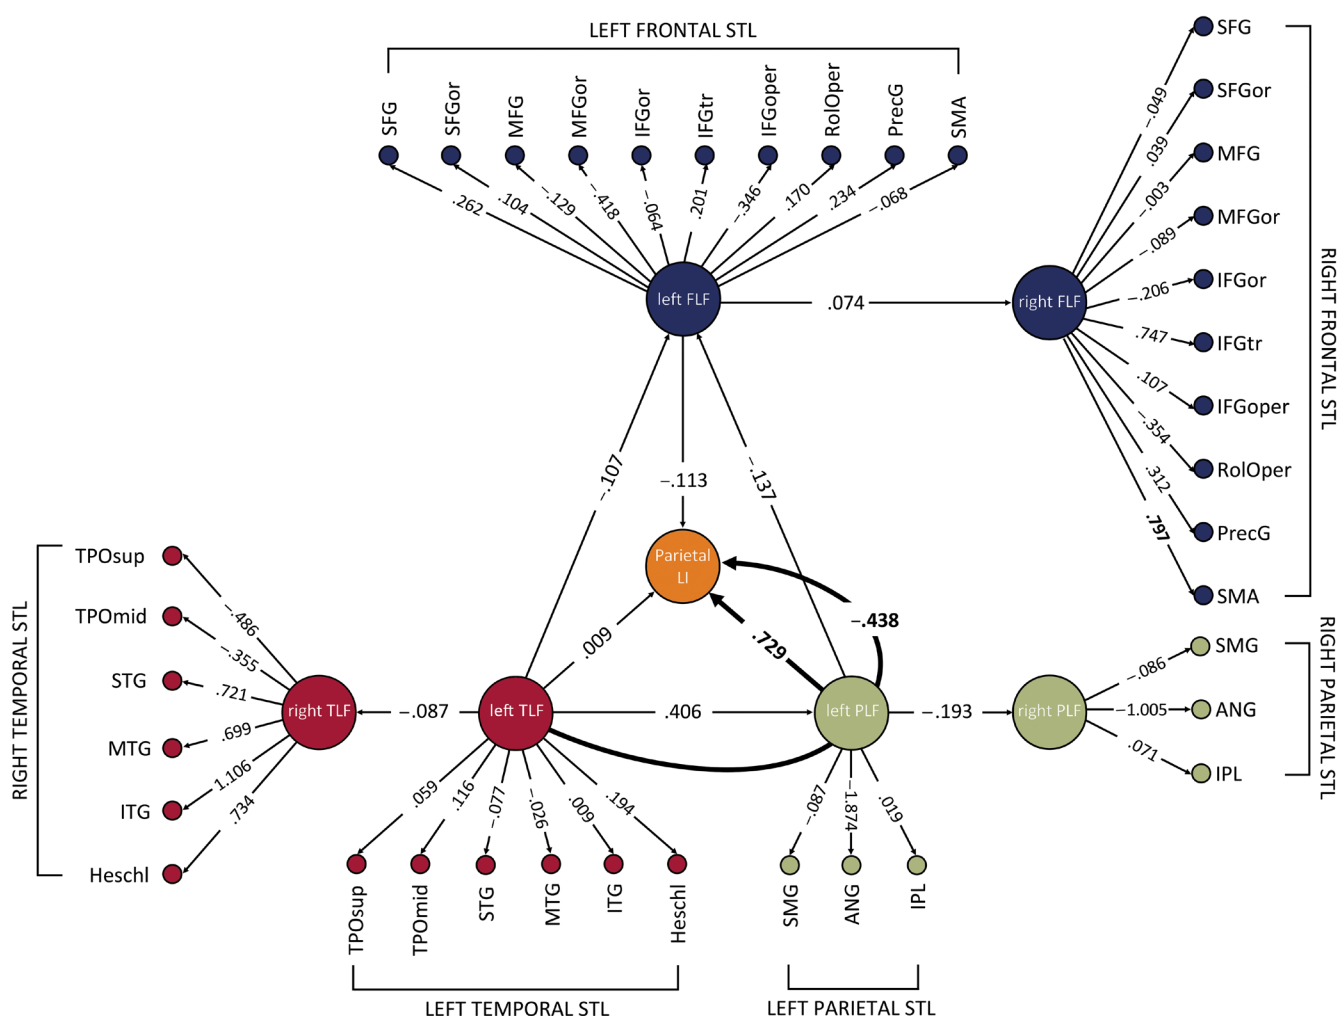 LEFT FRONTAL STL
SFG
SFGor
MFG
MFGor
IFGor
IFGtr
IFGoper
RolOper
PrecG
SMA
.262
.104
–.129
–.418
–.064
.201
–.346
.170
.234
–.068
left FLF
.074
right FLF
–.049
.039
–.003
–.089
–.206
.747
.107
–.354
.312
.797
SFG
SFGor
MFG
MFGor
IFGor
IFGtr
IFGoper
RolOper
PrecG
SMA
RIGHT FRONTAL STL
–.107
–.113
–.137
Parietal
LI
.009
.729
–.438
RIGHT TEMPORAL STL
TPOsup
TPOmid
STG
MTG
ITG
Heschl
–.486
–.355
.721
.699
1.106
.734
right TLF
–.087
left TLF
.406
left PLF
–.193
right PLF
–.086
–1.005
.071
SMG
ANG
IPL
RIGHT PARIETAL STL
.059
.116
–.077
–.026
.009
.194
TPOsup
TPOmid
STG
MTG
ITG
Heschl
LEFT TEMPORAL STL
–.087
–1.874
.019
SMG
ANG
IPL
LEFT PARIETAL STL